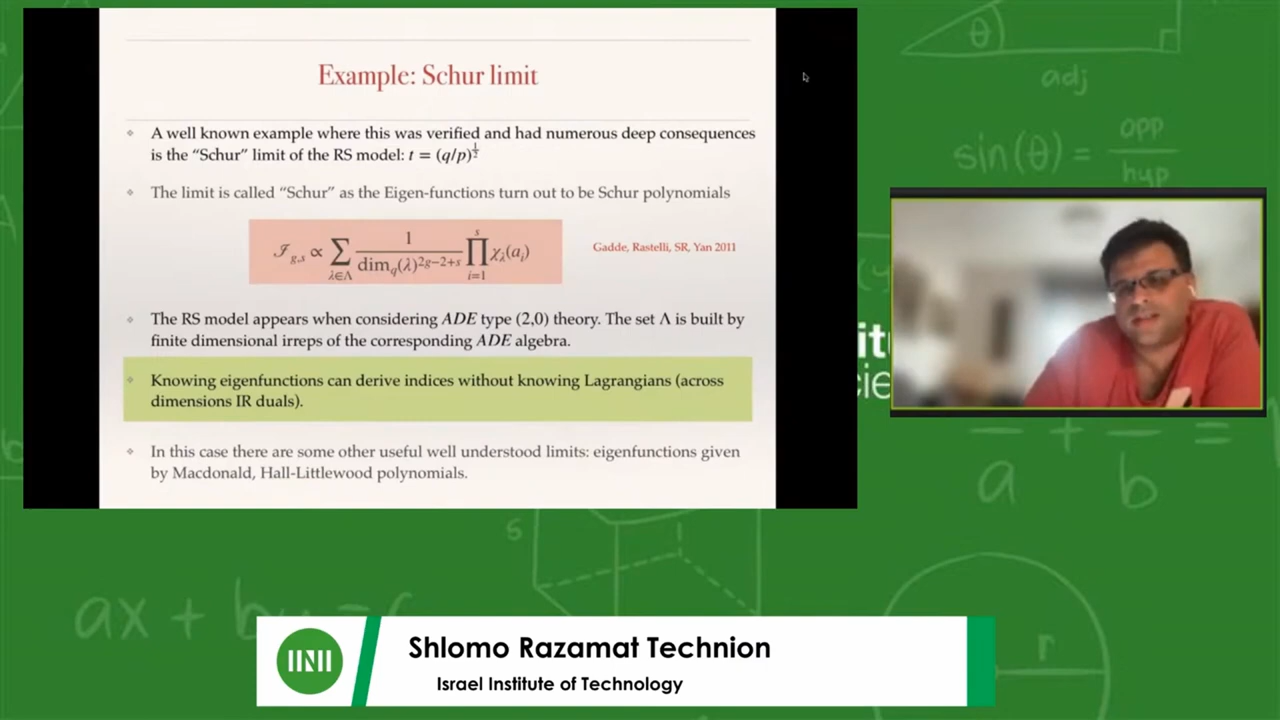 Example: Schur limit
A well known example where this was verified and had numerous deep consequences
is the “Schur” limit of the RS model: t = (q/p)^{1/2}
The limit is called “Schur” as the Eigen-functions turn out to be Schur polynomials
𝓘_{g,s} ∝ ∑_{λ∈Λ} 1/dim_q(λ)^{2g−2+s} ∏_{i=1}^{s} χ_λ(a_i)
Gadde, Rastelli, SR, Yan 2011
The RS model appears when considering ADE type (2,0) theory. The set Λ is built by
finite dimensional irreps of the corresponding ADE algebra.
Knowing eigenfunctions can derive indices without knowing Lagrangians (across
dimensions IR duals).
In this case there are some other useful well understood limits: eigenfunctions given
by Macdonald, Hall-Littlewood polynomials.
θ
adj
sin(θ) = opp
hyp
a + b =
s
r
Shlomo Razamat Technion
Israel Institute of Technology